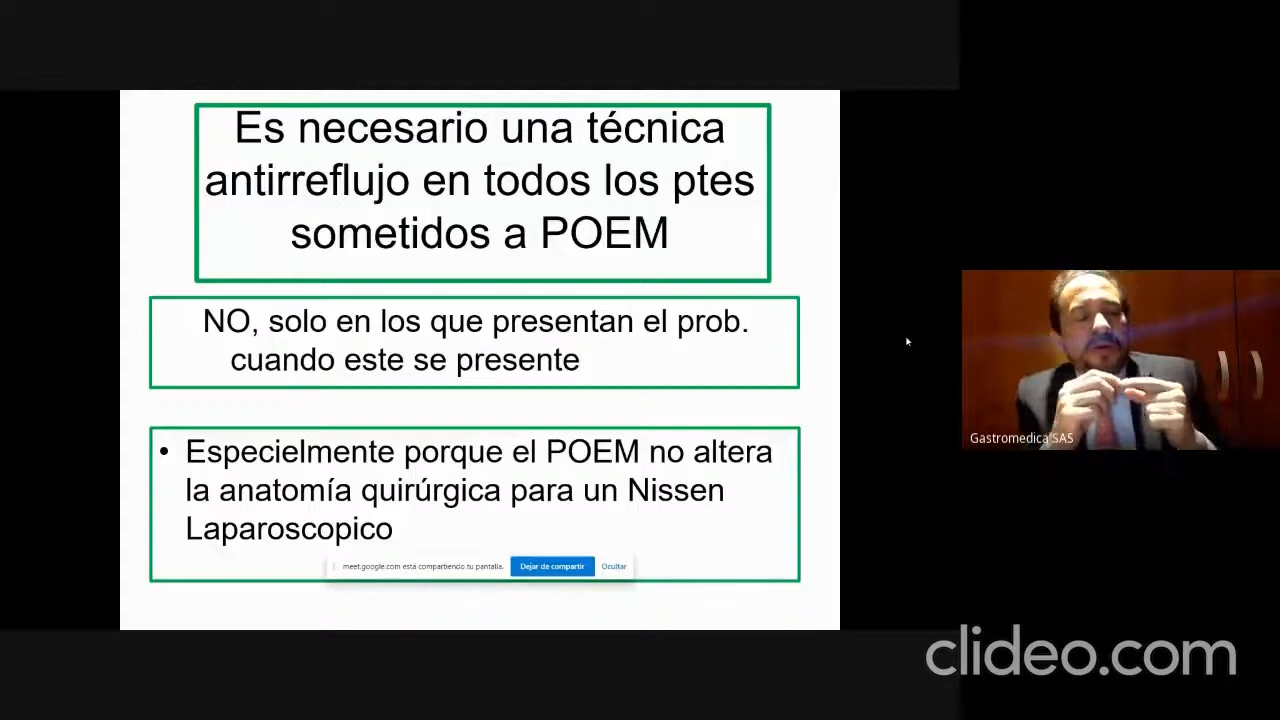 Es necesario una técnica
antirreflujo en todos los ptes
sometidos a POEM
NO, solo en los que presentan el prob.
cuando este se presente
• Especielmente porque el POEM no altera
la anatomía quirúrgica para un Nissen
Laparoscopico
meet.google.com está compartiendo tu pantalla.
Dejar de compartir
Ocultar
Gastromedica SAS
clideo.com